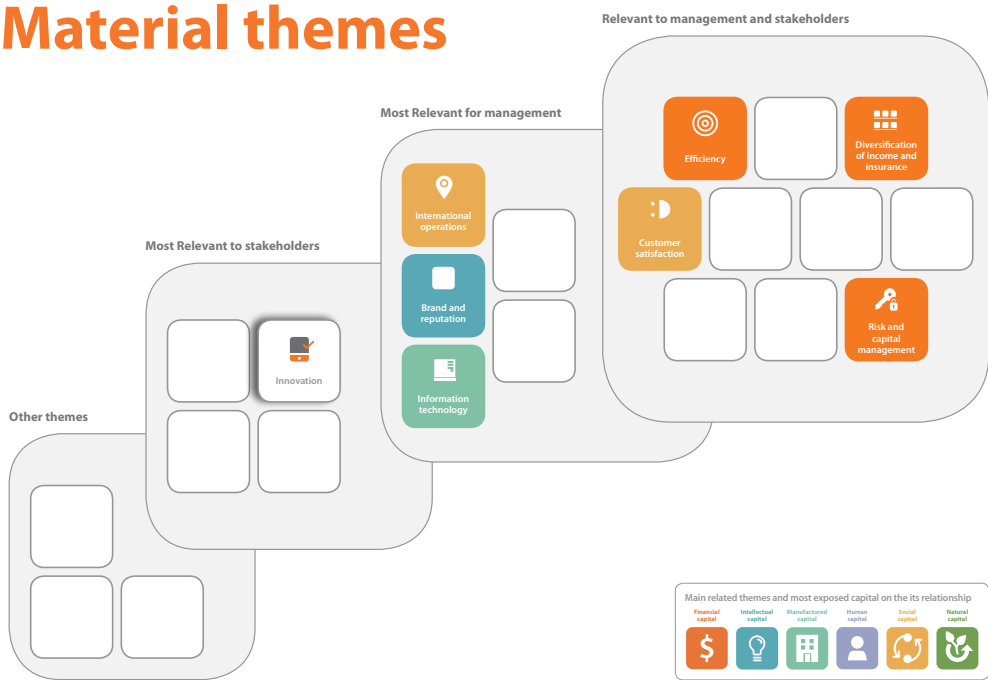 Material themes
Relevant to management and stakeholders
Efficiency
Diversification
of income and
insurance
Customer
satisfaction
Risk and
capital
management
Most Relevant for management
International
operations
Brand and
reputation
Information
technology
Most Relevant to stakeholders
Innovation
Other themes
Main related themes and most exposed capital on the its relationship
Financial
capital
Intellectual
capital
Manufactured
capital
Human
capital
Social
capital
Natural
capital
$